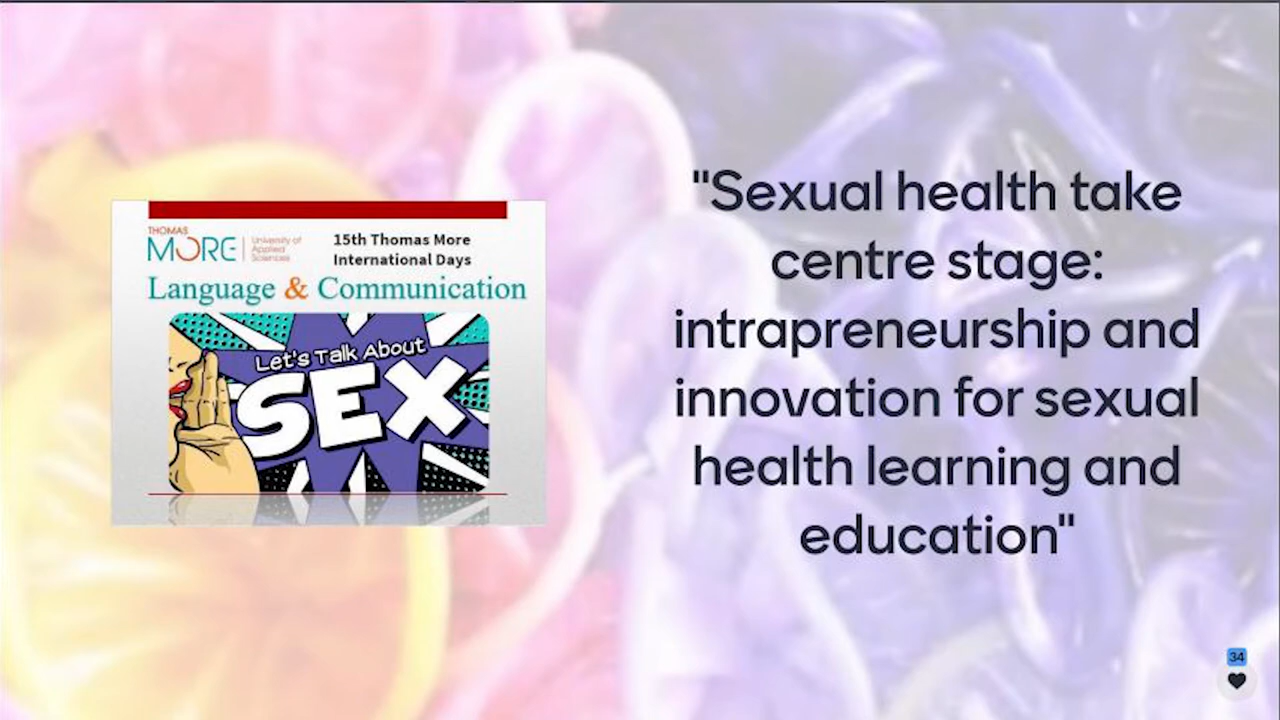 THOMAS
MORE
University of
Applied
Sciences
15th Thomas More
International Days
Language & Communication
Let's Talk About
SEX
"Sexual health take
centre stage:
intrapreneurship and
innovation for sexual
health learning and
education"
34